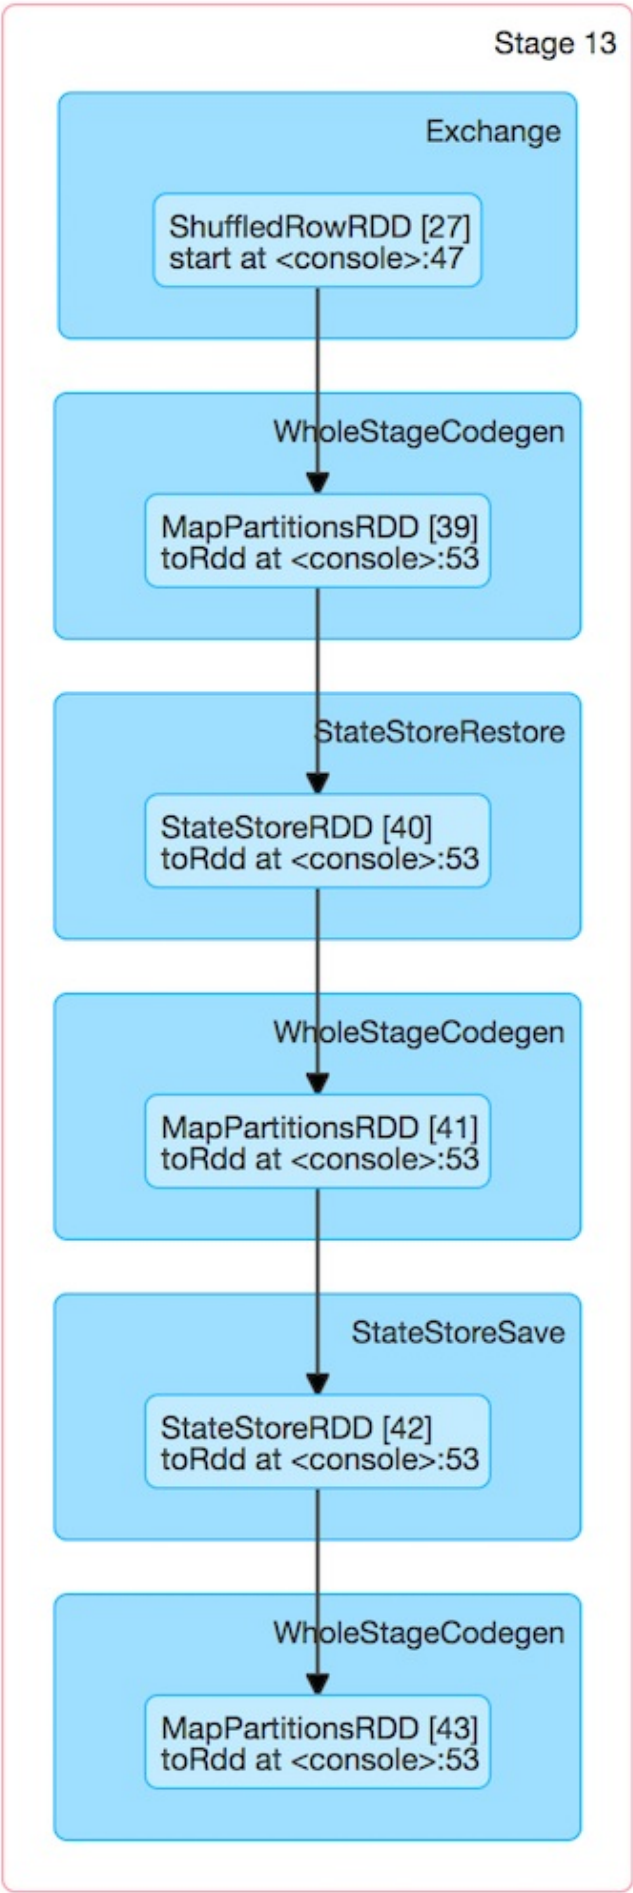 Stage 13
Exchange
ShuffledRowRDD [27]
start at <console>:47
WholeStageCodegen
MapPartitionsRDD [39]
toRdd at <console>:53
StateStoreRestore
StateStoreRDD [40]
toRdd at <console>:53
WholeStageCodegen
MapPartitionsRDD [41]
toRdd at <console>:53
StateStoreSave
StateStoreRDD [42]
toRdd at <console>:53
WholeStageCodegen
MapPartitionsRDD [43]
toRdd at <console>:53